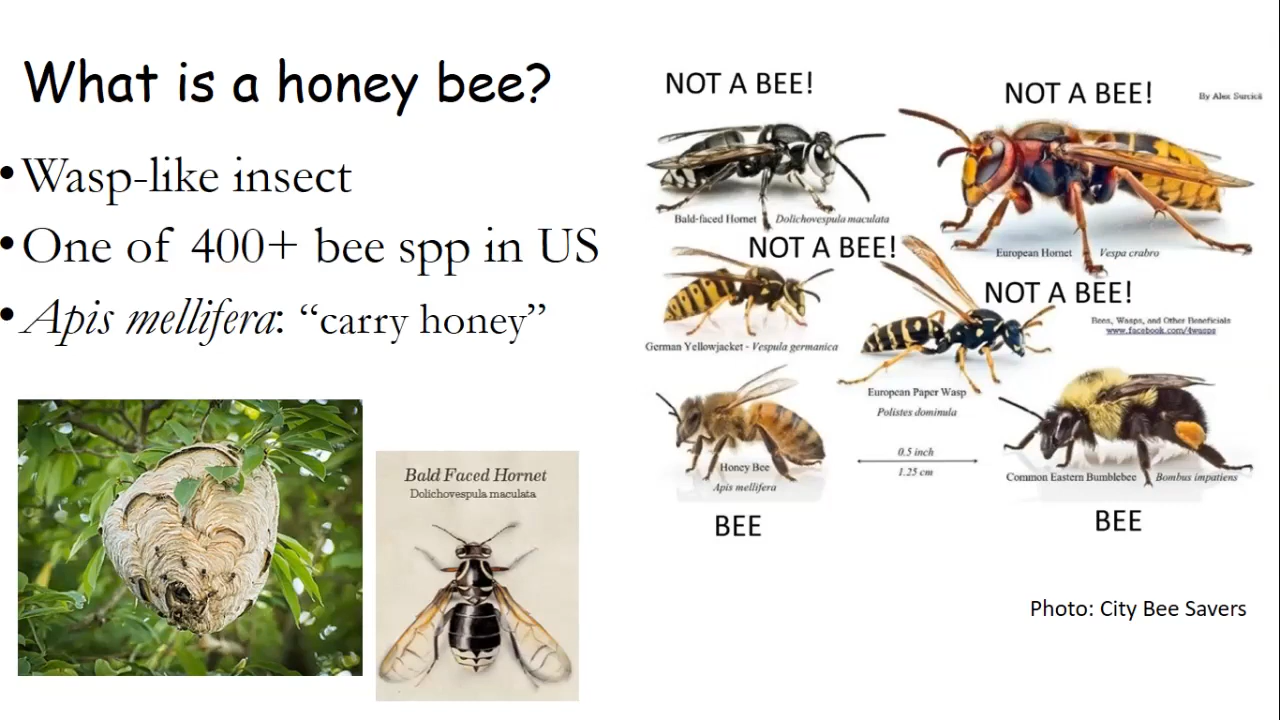 What is a honey bee?
•Wasp-like insect
•One of 400+ bee spp in US
•Apis mellifera: “carry honey”
Bald Faced Hornet
Dolichovespula maculata
NOT A BEE!
NOT A BEE!
By Alex Surcică
Bald-faced Hornet Dolichovespula maculata
European Hornet Vespa crabro
NOT A BEE!
NOT A BEE!
German Yellowjacket - Vespula germanica
Bees, Wasps, and Other Beneficials
www.facebook.com/4wasps
European Paper Wasp
Polistes dominula
Honey Bee
Apis mellifera
0.5 inch
1.25 cm
Common Eastern Bumblebee Bombus impatiens
BEE
BEE
Photo: City Bee Savers